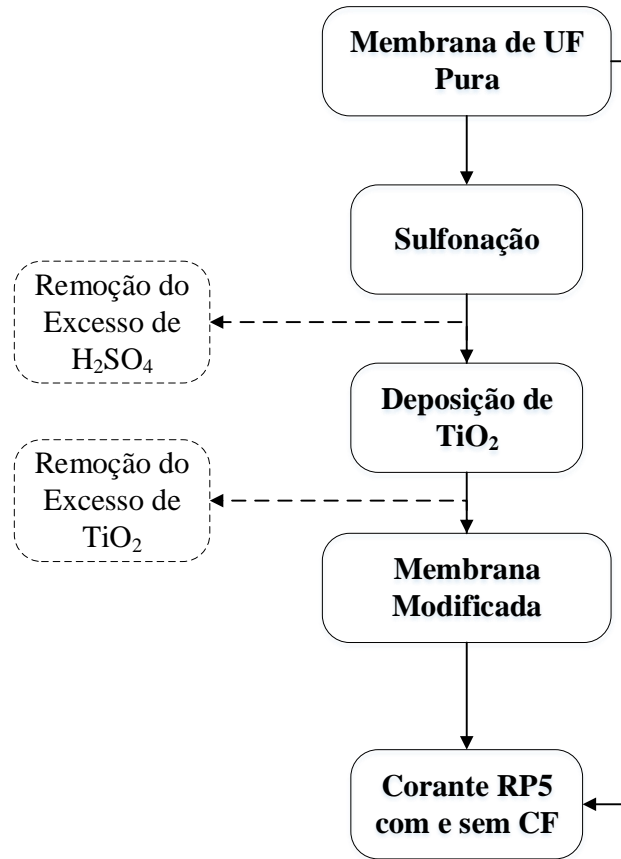 Membrana de UF
Pura
Sulfonação
Remoção do
Excesso de
H₂SO₄
Deposição de
TiO₂
Remoção do
Excesso de
TiO₂
Membrana
Modificada
Corante RP5
com e sem CF